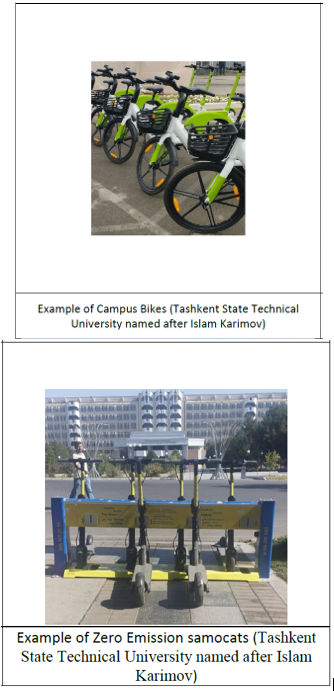 Example of Campus Bikes (Tashkent State Technical
University named after Islam Karimov)
Example of Zero Emission samocats (Tashkent
State Technical University named after Islam
Karimov)